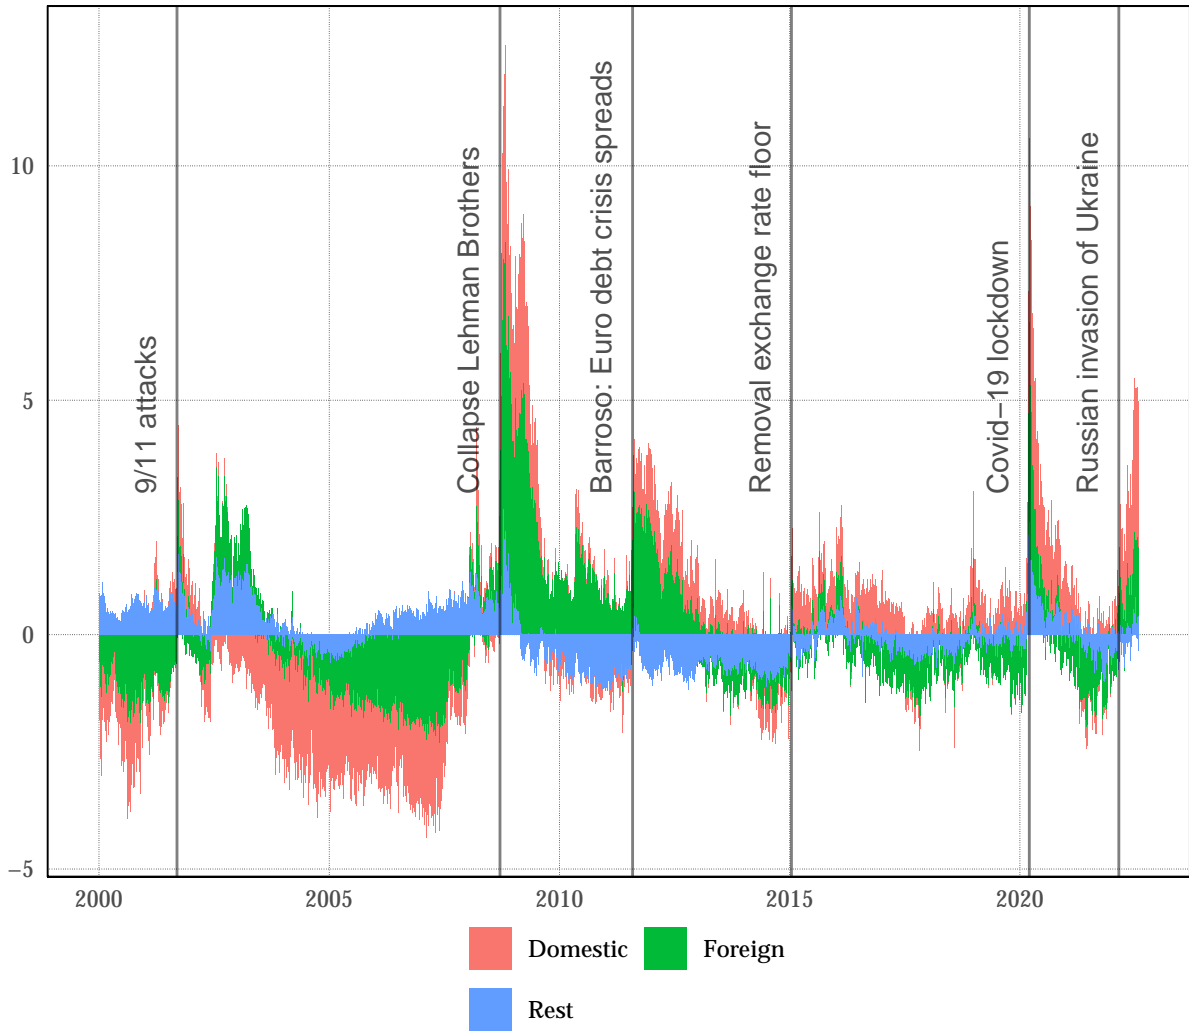 10
5
0
−5
9/11 attacks
Collapse Lehman Brothers
Barroso: Euro debt crisis spreads
Removal exchange rate floor
Covid−19 lockdown
Russian invasion of Ukraine
2000 2005 2010 2015 2020
Domestic Foreign
Rest